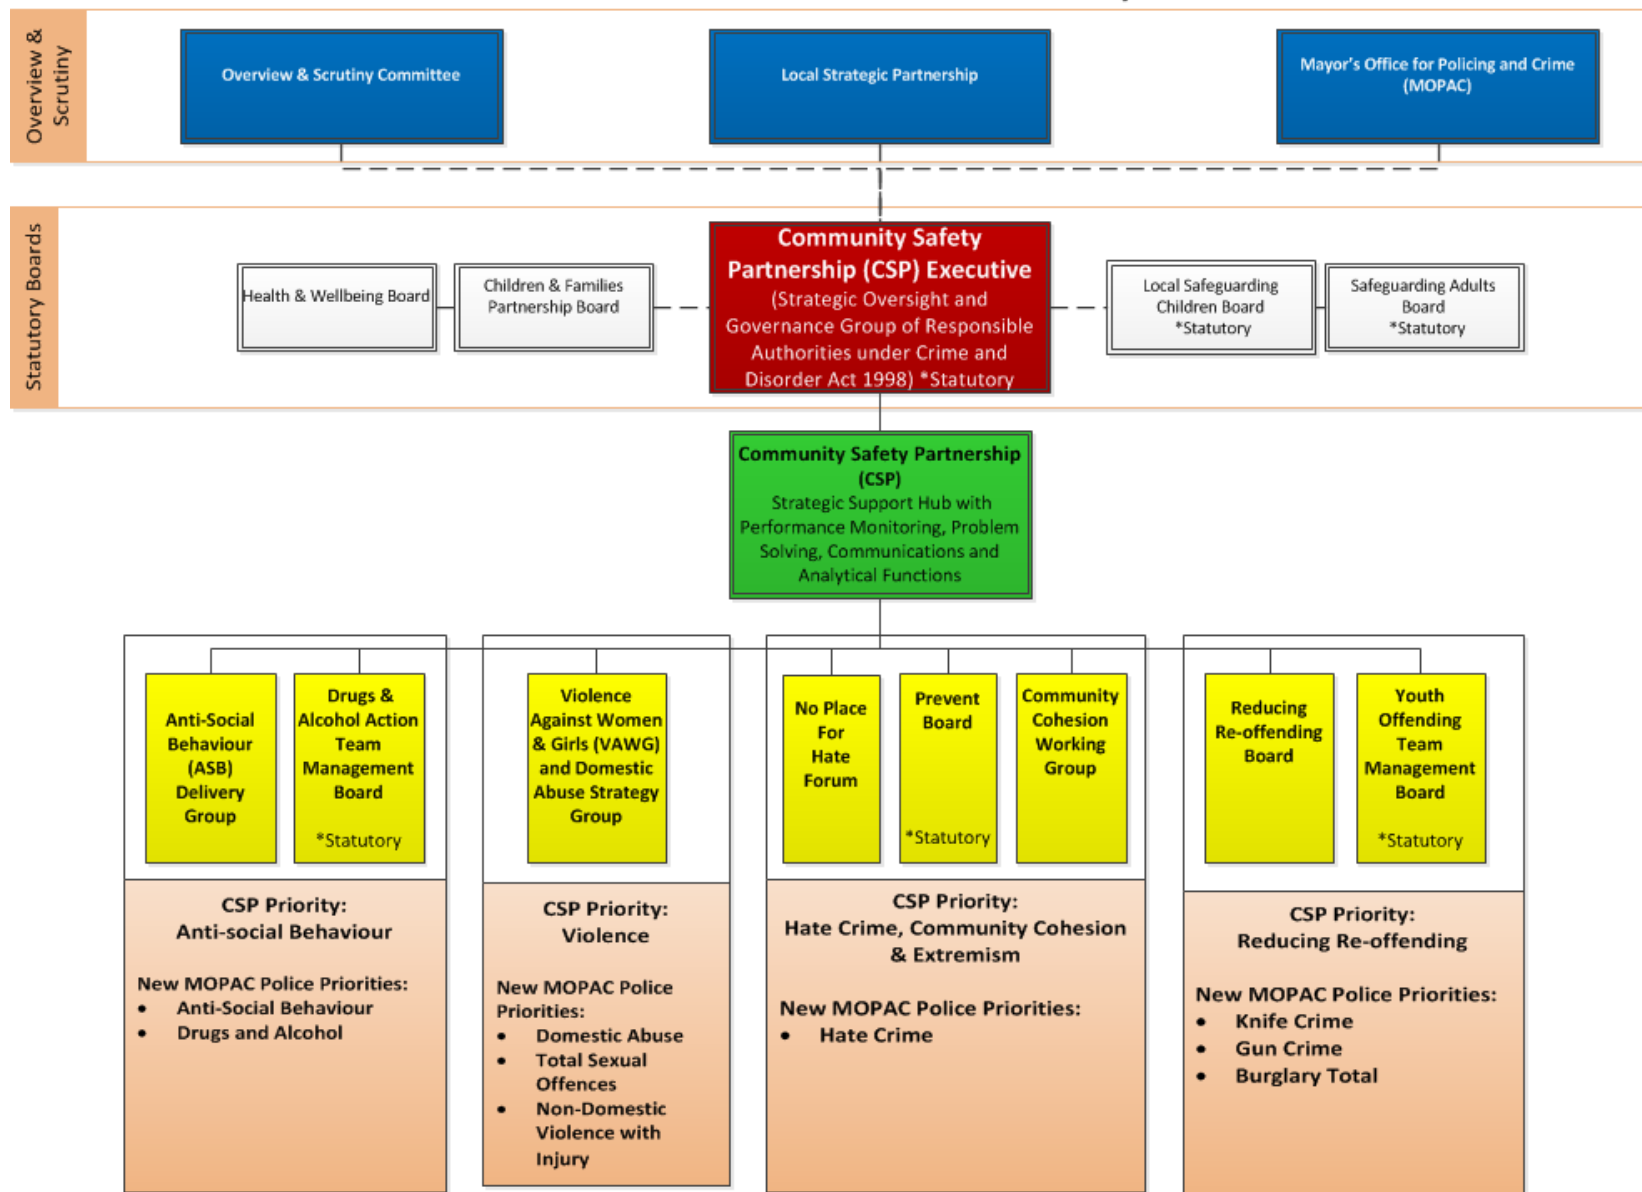 Overview &
Scrutiny
Overview & Scrutiny Committee
Local Strategic Partnership
Mayor's Office for Policing and Crime
(MOPAC)
Statutory Boards
Health & Wellbeing Board
Children & Families
Partnership Board
Community Safety
Partnership (CSP) Executive
(Strategic Oversight and
Governance Group of Responsible
Authorities under Crime and
Disorder Act 1998) *Statutory
Local Safeguarding
Children Board
*Statutory
Safeguarding Adults
Board
*Statutory
Community Safety Partnership
(CSP)
Strategic Support Hub with
Performance Monitoring, Problem
Solving, Communications and
Analytical Functions
Anti-Social
Behaviour
(ASB)
Delivery
Group
Drugs &
Alcohol Action
Team
Management
Board
*Statutory
Violence
Against Women
& Girls (VAWG)
and Domestic
Abuse Strategy
Group
No Place
For
Hate
Forum
Prevent
Board
*Statutory
Community
Cohesion
Working
Group
Reducing
Re-offending
Board
Youth
Offending
Team
Management
Board
*Statutory
CSP Priority:
Anti-social Behaviour
New MOPAC Police Priorities:
• Anti-Social Behaviour
• Drugs and Alcohol
CSP Priority:
Violence
New MOPAC Police
Priorities:
• Domestic Abuse
• Total Sexual
Offences
• Non-Domestic
Violence with
Injury
CSP Priority:
Hate Crime, Community Cohesion
& Extremism
New MOPAC Police Priorities:
• Hate Crime
CSP Priority:
Reducing Re-offending
New MOPAC Police Priorities:
• Knife Crime
• Gun Crime
• Burglary Total